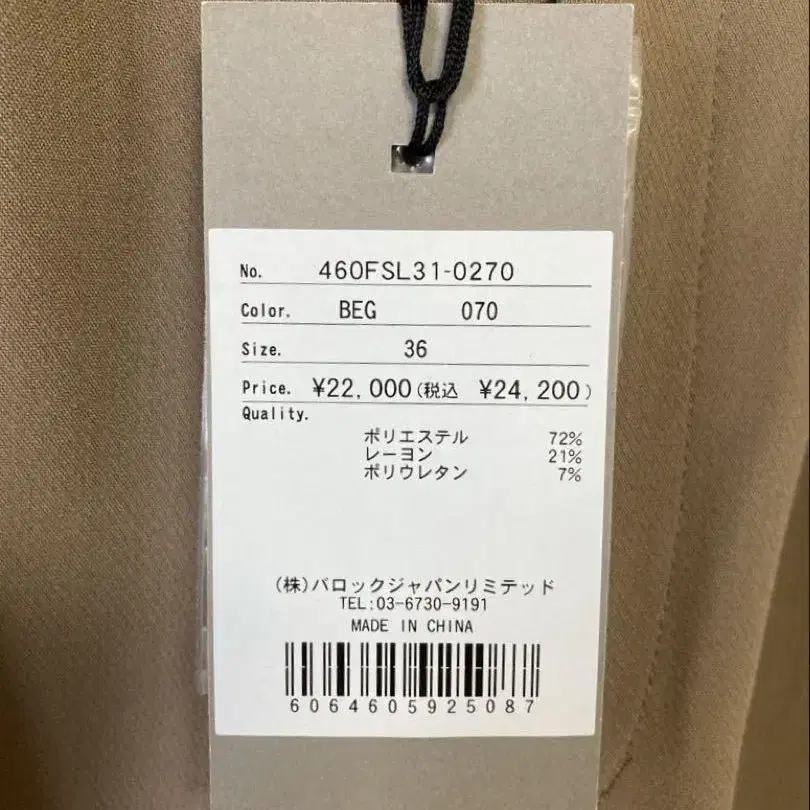 No. 460FSL31-0270
Color. BEG 070
Size. 36
Price. ¥22,000(税込 ¥24,200)
Quality.
ポリエステル 72%
レーヨン 21%
ポリウレタン 7%
(株)バロックジャパンリミテッド
TEL:03-6730-9191
MADE IN CHINA
6064605925087